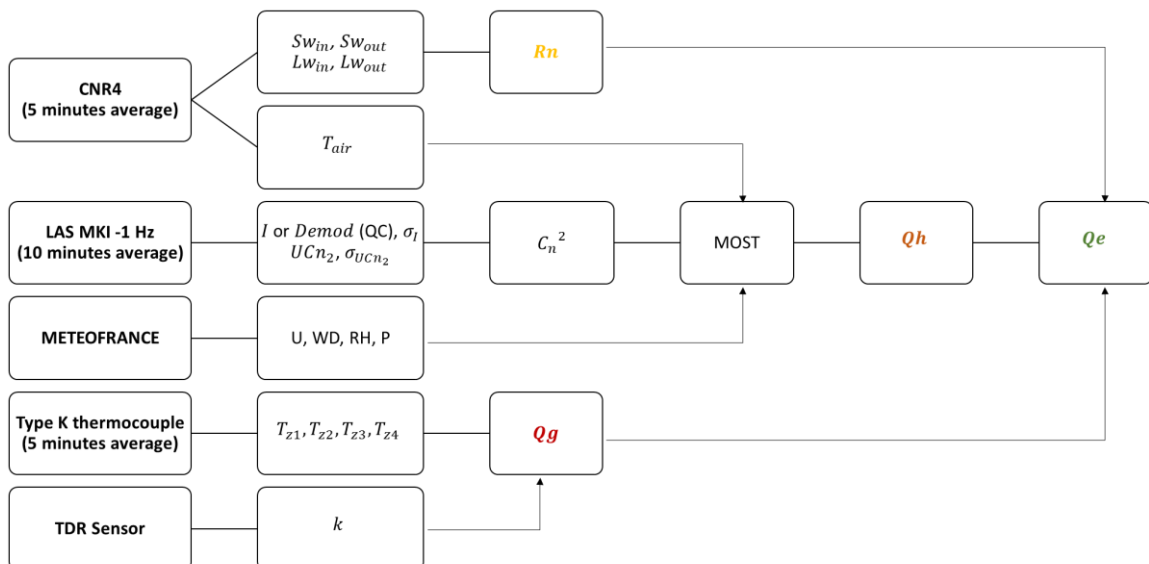 CNR4
(5 minutes average)
Sw_in, Sw_out
Lw_in, Lw_out
Rn
T_air
LAS MKI -1 Hz
(10 minutes average)
I or Demod (QC), σ_I
UCn_2, σ_UCn_2
C_n^2
MOST
Qh
Qe
METEOFRANCE
U, WD, RH, P
Type K thermocouple
(5 minutes average)
T_z1, T_z2, T_z3, T_z4
Qg
TDR Sensor
k